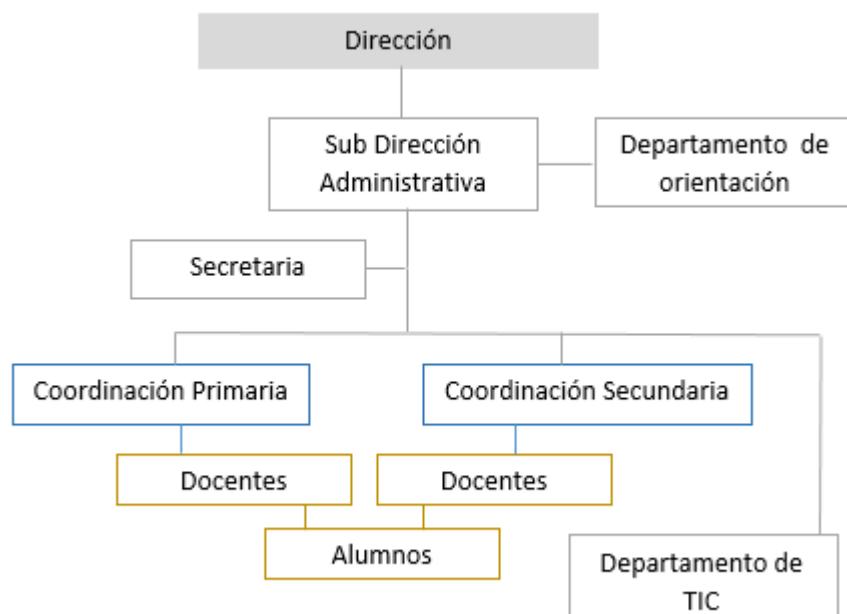 Dirección
Sub Dirección
Administrativa
Departamento de
orientación
Secretaria
Coordinación Primaria
Coordinación Secundaria
Docentes
Docentes
Alumnos
Departamento de
TIC